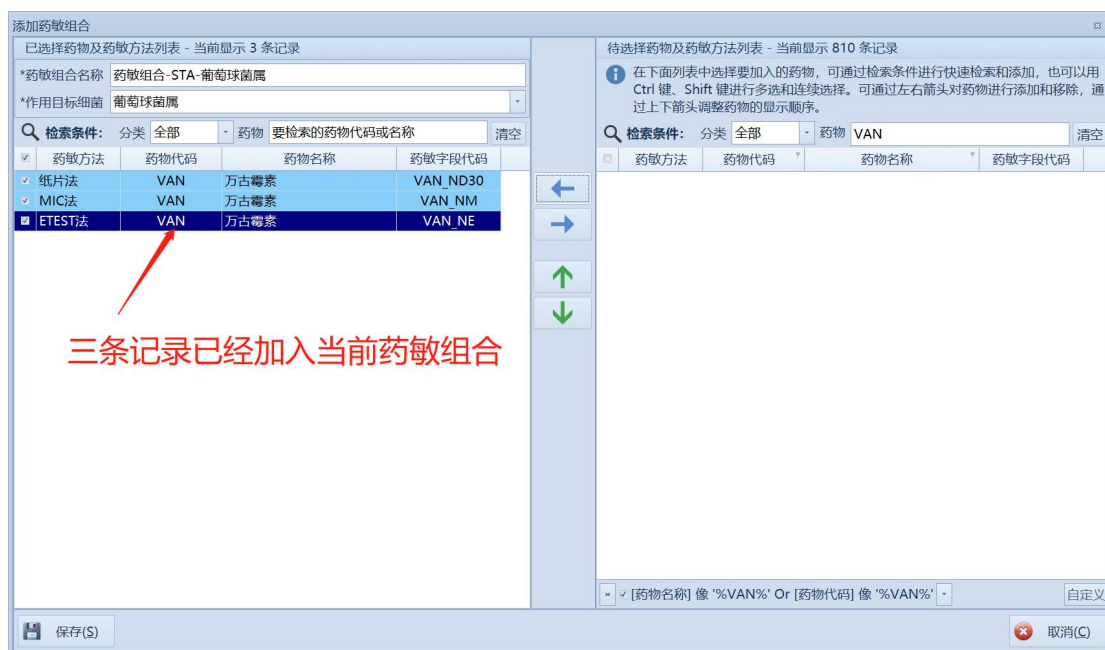 添加药敏组合
已选择药物及药敏方法列表 - 当前显示 3 条记录
*药敏组合名称 药敏组合-STA-葡萄球菌属
*作用目标细菌 葡萄球菌属
检索条件: 分类 全部 药物 要检索的药物代码或名称 清空
药敏方法 药物代码 药物名称 药敏字段代码
纸片法 VAN 万古霉素 VAN_ND30
MIC法 VAN 万古霉素 VAN_NM
ETEST法 VAN 万古霉素 VAN_NE
三条记录已经加入当前药敏组合
待选择药物及药敏方法列表 - 当前显示 810 条记录
在下面列表中选择要加入的药物，可通过检索条件进行快速检索和添加，也可以用
Ctrl 键、Shift 键进行多选和连续选择。可通过左右箭头对药物进行添加和移除，通
过上下箭头调整药物的显示顺序。
检索条件: 分类 全部 药物 VAN 清空
药敏方法 药物代码 药物名称 药敏字段代码
[药物名称] 像 '%VAN%' Or [药物代码] 像 '%VAN%' 自定义
保存(S) 取消(C)